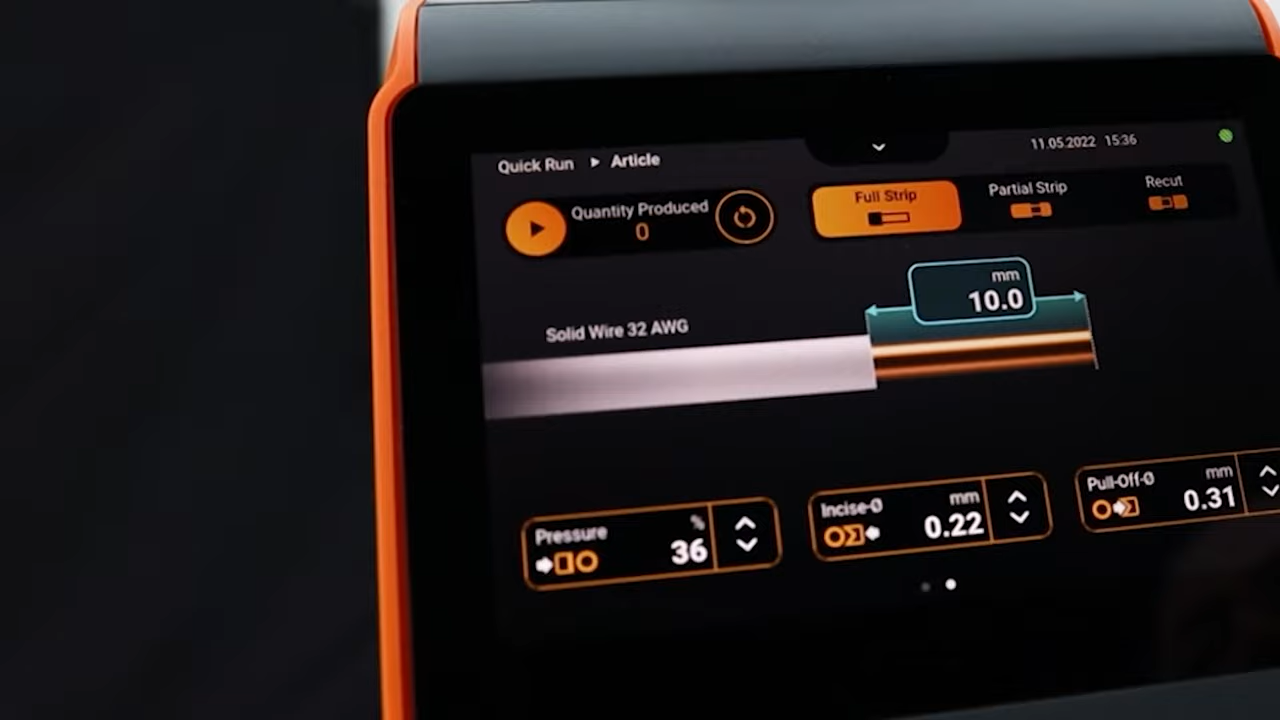 Quick Run ▸ Article
11.05.2022 15:36
Quantity Produced
0
Full Strip
Partial Strip
Recut
mm
10.0
Solid Wire 32 AWG
Pressure
%
36
Incise-Ø
mm
0.22
Pull-Off-Ø
mm
0.31